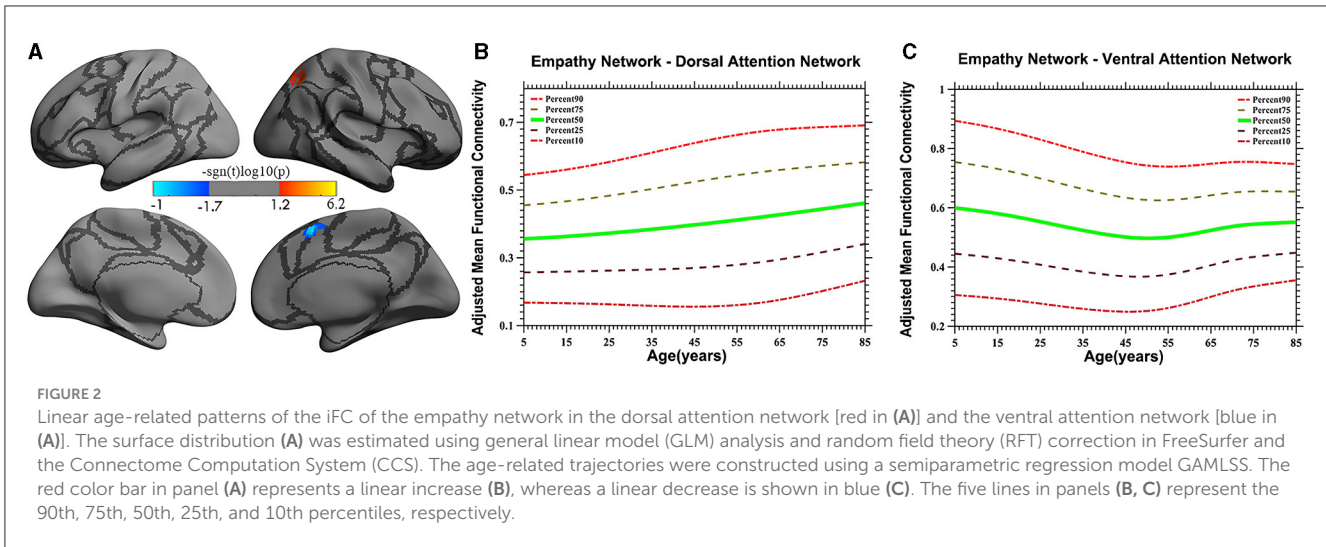 A
-sgn(t)log10(p)
-1 -1.7 1.2 6.2
B
Empathy Network - Dorsal Attention Network
Percent90
Percent75
Percent50
Percent25
Percent10
Adjusted Mean Functional Connectivity
0.7
0.5
0.3
0.1
5 15 25 35 45 55 65 75 85
Age(years)
C
Empathy Network - Ventral Attention Network
Percent90
Percent75
Percent50
Percent25
Percent10
Adjusted Mean Functional Connectivity
1
0.8
0.6
0.4
0.2
5 15 25 35 45 55 65 75 85
Age(years)
FIGURE 2
Linear age-related patterns of the iFC of the empathy network in the dorsal attention network [red in (A)] and the ventral attention network [blue in
(A)]. The surface distribution (A) was estimated using general linear model (GLM) analysis and random field theory (RFT) correction in FreeSurfer and
the Connectome Computation System (CCS). The age-related trajectories were constructed using a semiparametric regression model GAMLSS. The
red color bar in panel (A) represents a linear increase (B), whereas a linear decrease is shown in blue (C). The five lines in panels (B, C) represent the
90th, 75th, 50th, 25th, and 10th percentiles, respectively.